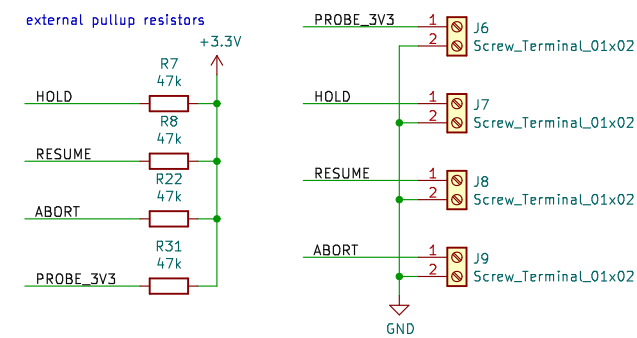 external pullup resistors
+3.3V
R7
47k
HOLD
R8
47k
RESUME
R22
47k
ABORT
R31
47k
PROBE_3V3
PROBE_3V3
1
2
J6
Screw_Terminal_01x02
HOLD
1
2
J7
Screw_Terminal_01x02
RESUME
1
2
J8
Screw_Terminal_01x02
ABORT
1
2
J9
Screw_Terminal_01x02
GND